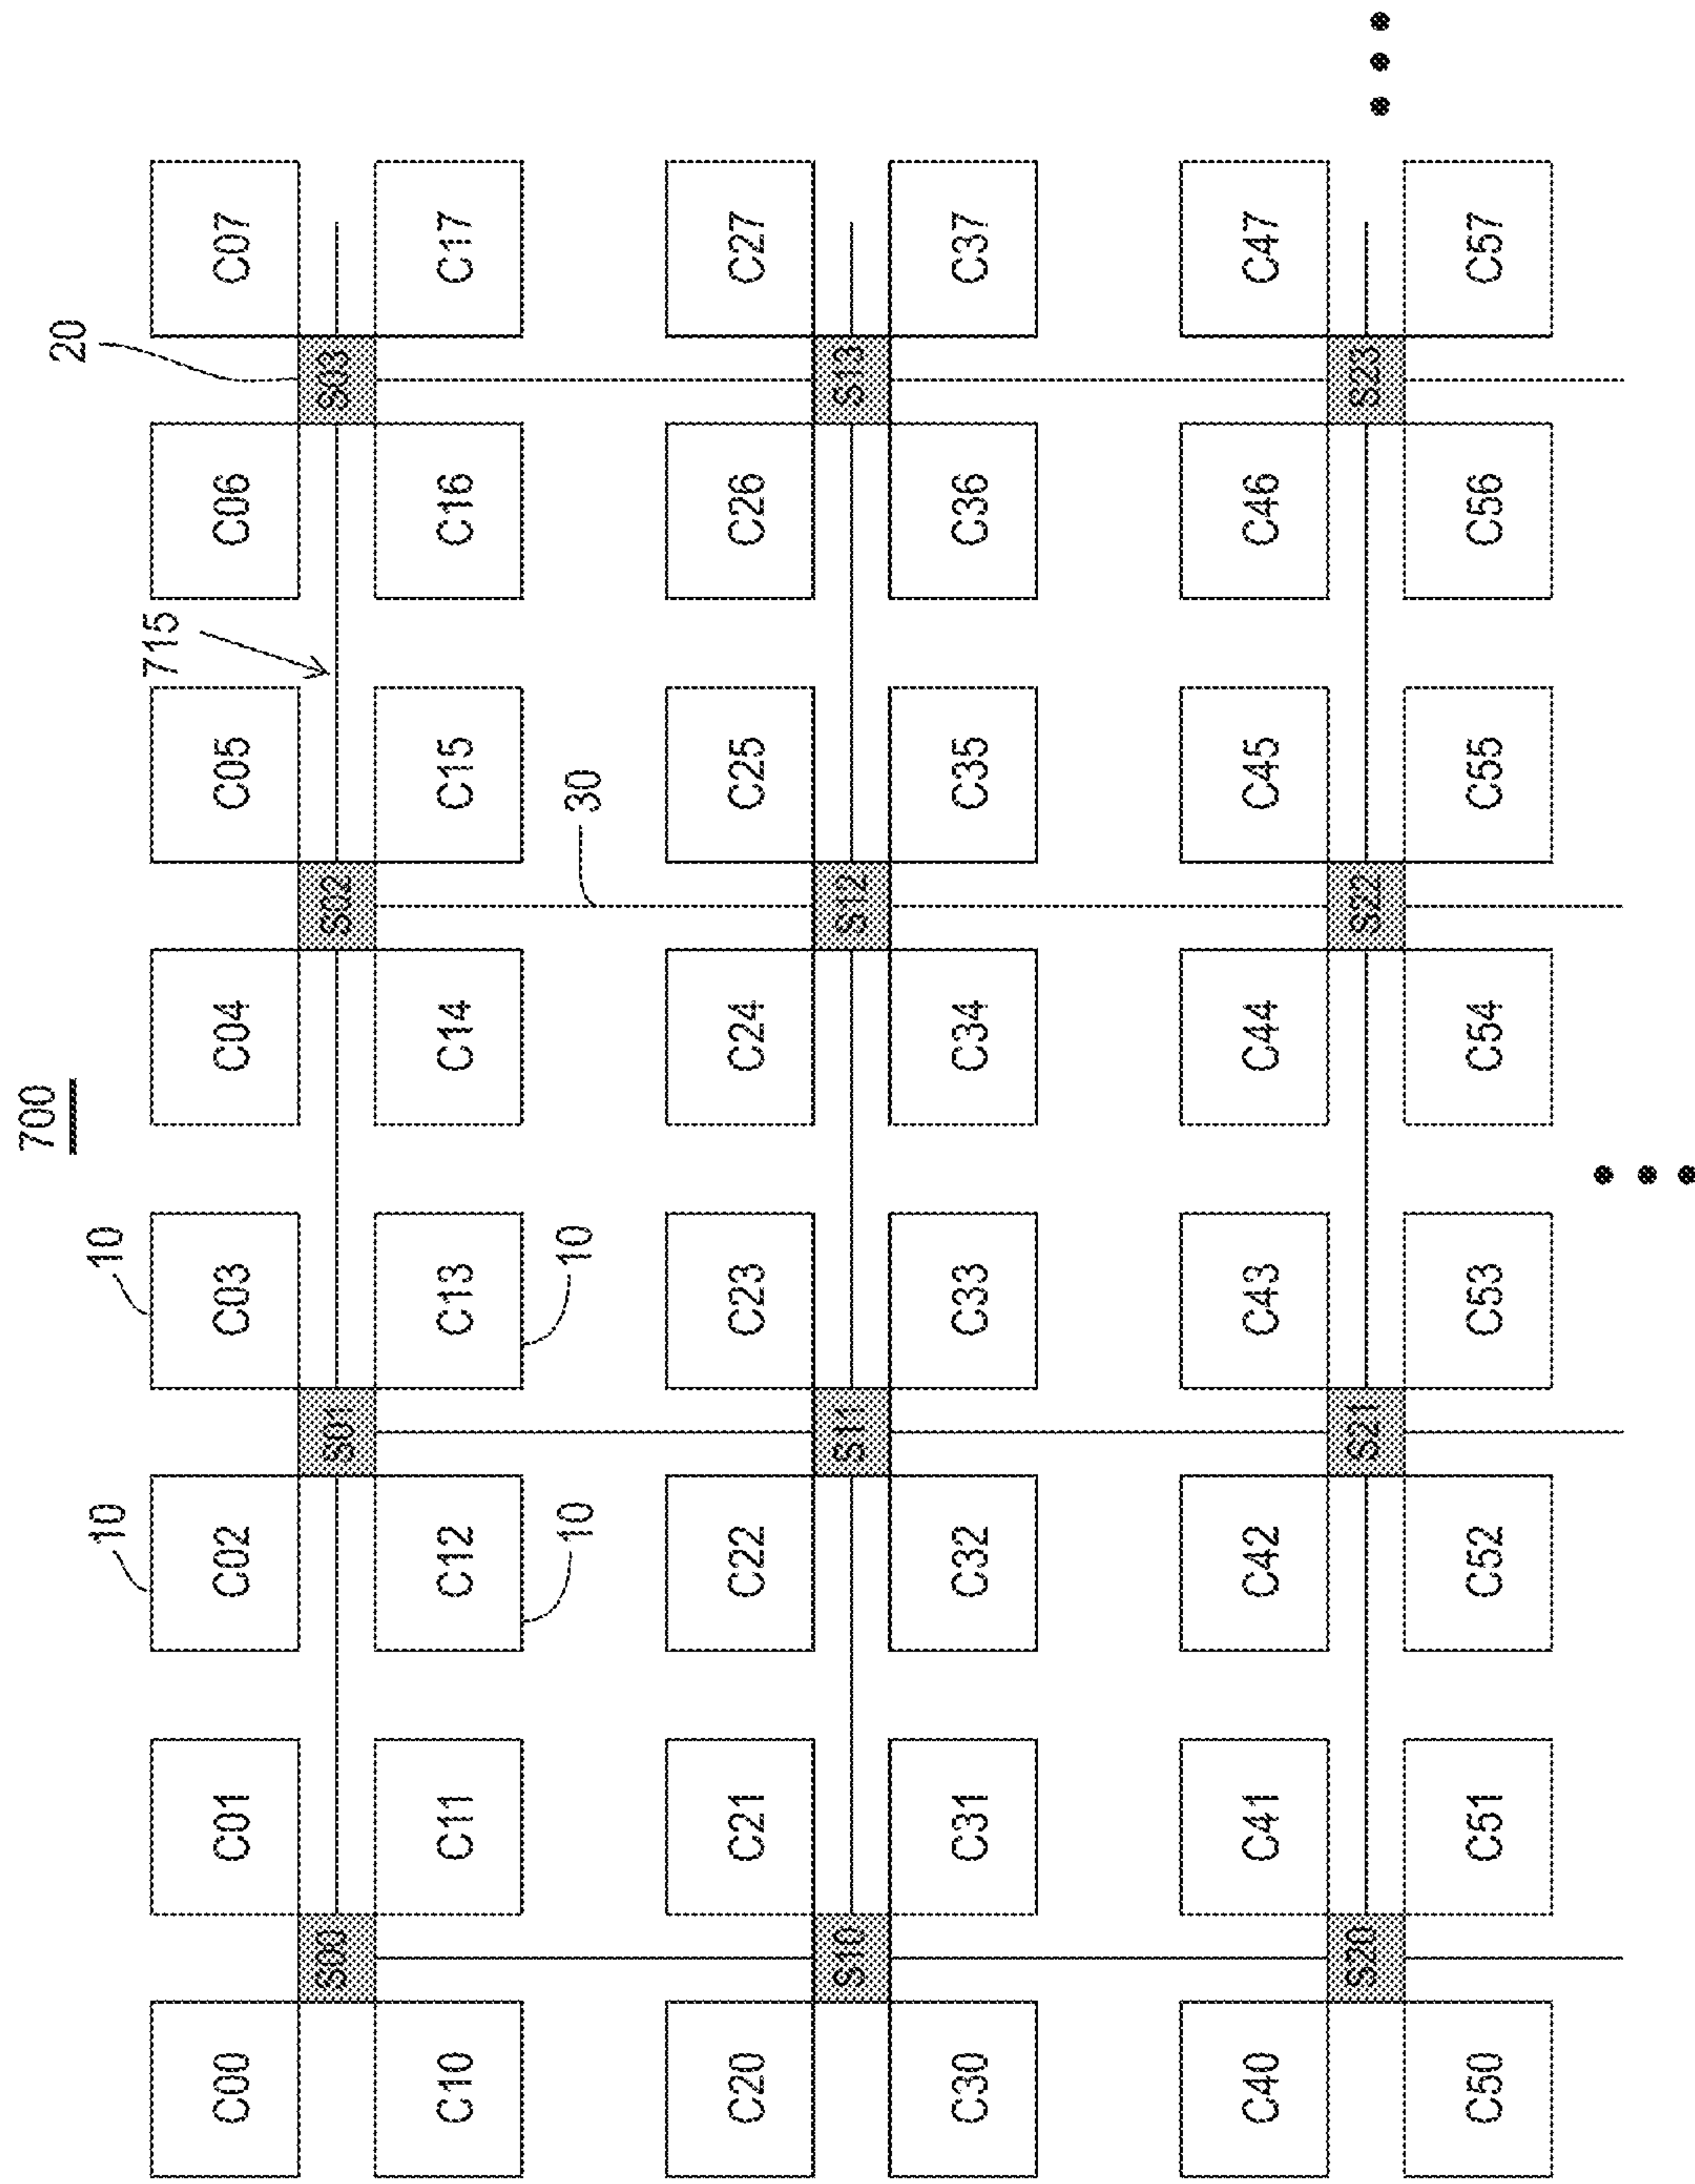 700
20
10 10
715
C00 C01 C02 C03 C04 C05 C06 C07
S00 S01 S02 S03
C10 C11 C12 C13 C14 C15 C16 C17
10 10 30
C20 C21 C22 C23 C24 C25 C26 C27
S10 S11 S12 S13
C30 C31 C32 C33 C34 C35 C36 C37
C40 C41 C42 C43 C44 C45 C46 C47
S20 S21 S22 S23
C50 C51 C52 C53 C54 C55 C56 C57